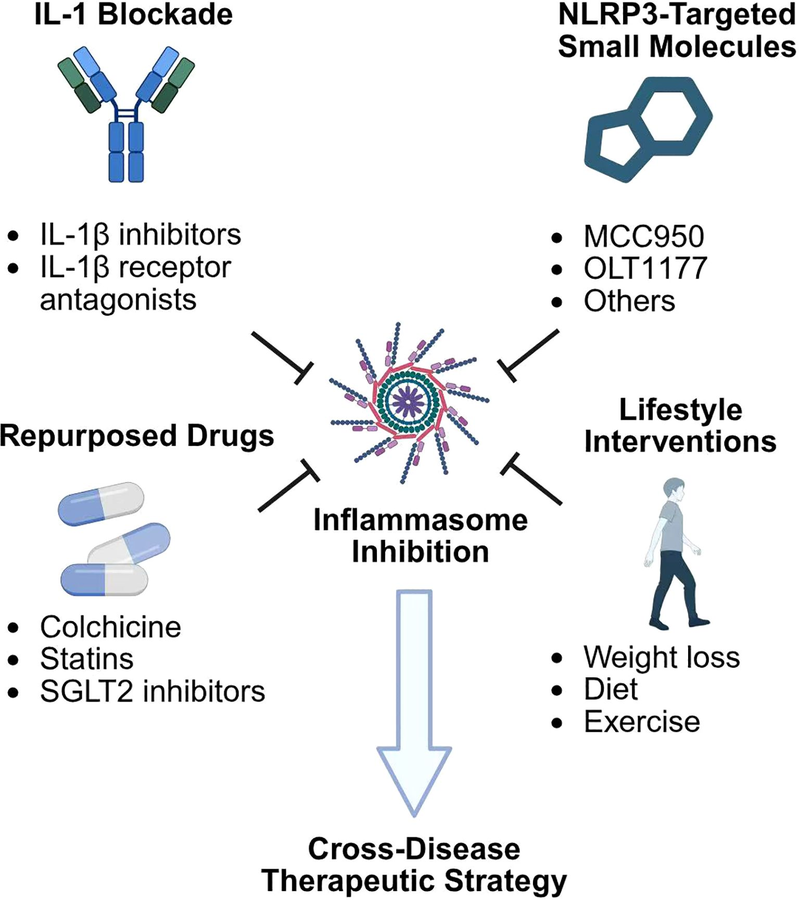 IL-1 Blockade
• IL-1β inhibitors
• IL-1β receptor
antagonists
NLRP3-Targeted
Small Molecules
• MCC950
• OLT1177
• Others
Repurposed Drugs
• Colchicine
• Statins
• SGLT2 inhibitors
Lifestyle
Interventions
• Weight loss
• Diet
• Exercise
Inflammasome
Inhibition
Cross-Disease
Therapeutic Strategy